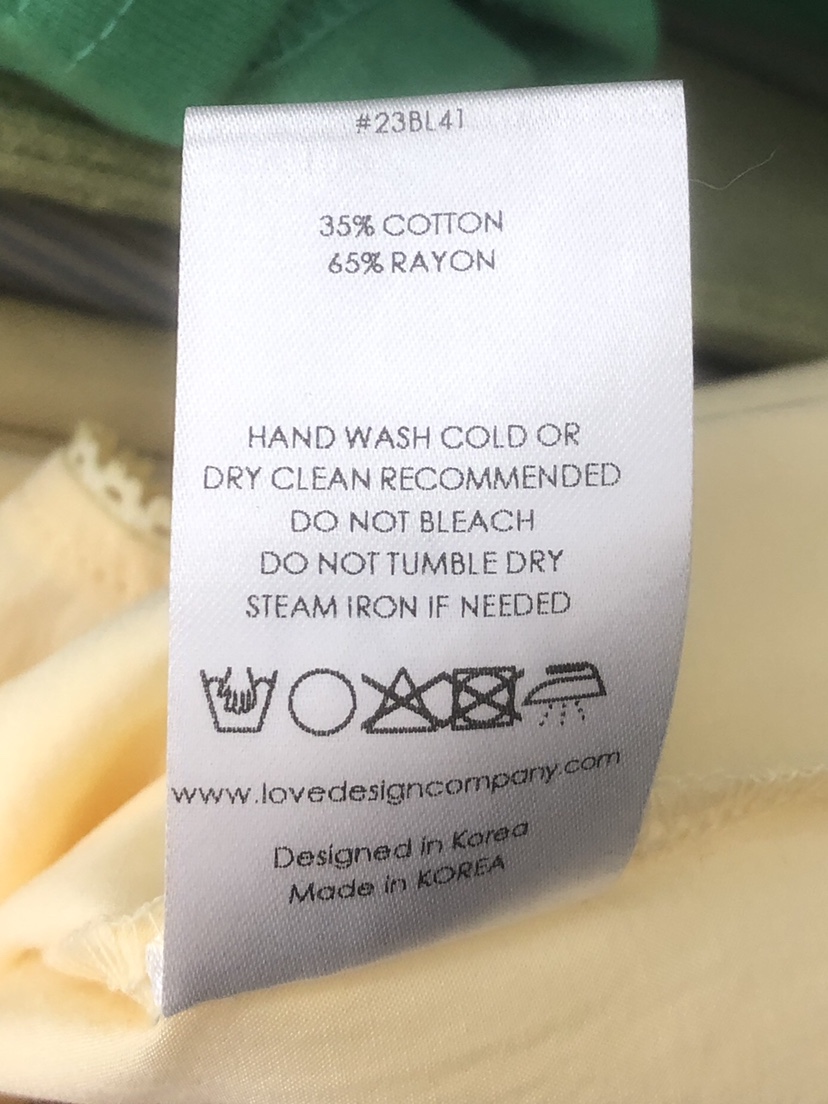 #23BL41
35% COTTON
65% RAYON
HAND WASH COLD OR
DRY CLEAN RECOMMENDED
DO NOT BLEACH
DO NOT TUMBLE DRY
STEAM IRON IF NEEDED
www.lovedesigncompany.com
Designed in Korea
Made in KOREA